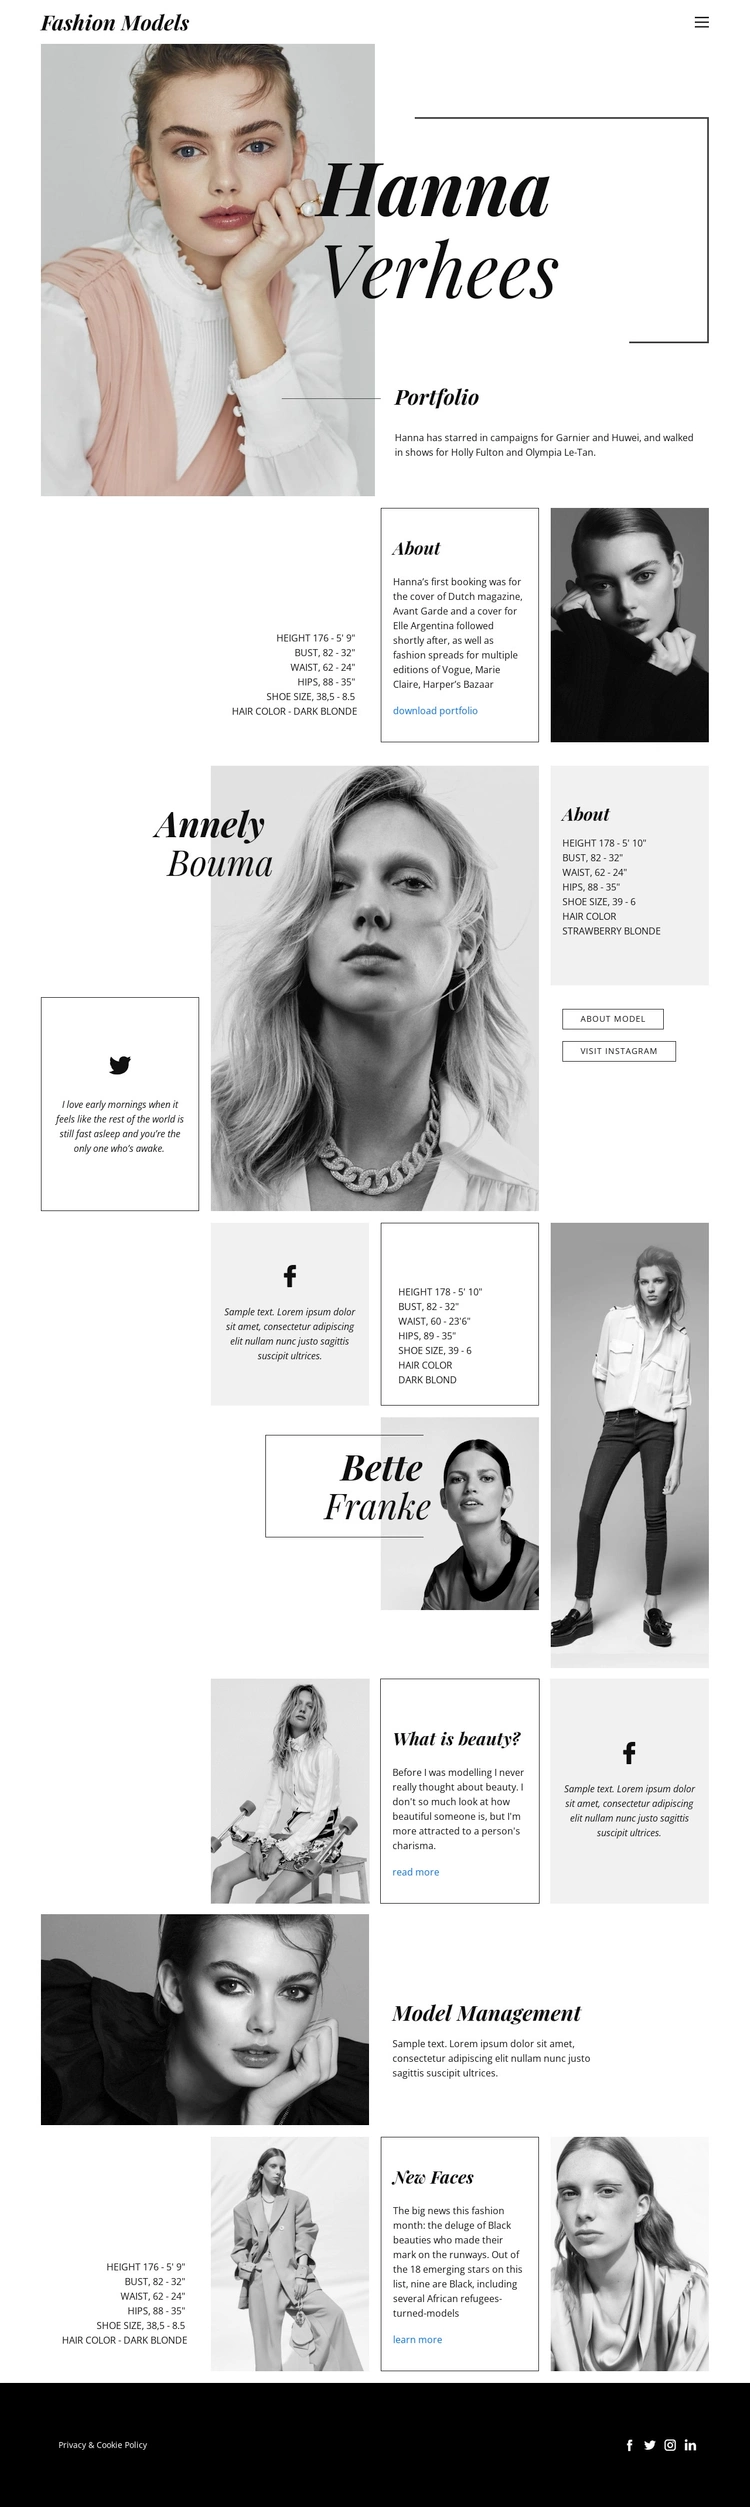 Fashion Models
Hanna
Verhees
Portfolio
Hanna has starred in campaigns for Garnier and Huwei, and walked
in shows for Holly Fulton and Olympia Le-Tan.
HEIGHT 176 - 5' 9"
BUST, 82 - 32"
WAIST, 62 - 24"
HIPS, 88 - 35"
SHOE SIZE, 38,5 - 8.5
HAIR COLOR - DARK BLONDE
About
Hanna’s first booking was for
the cover of Dutch magazine,
Avant Garde and a cover for
Elle Argentina followed
shortly after, as well as
fashion spreads for multiple
editions of Vogue, Marie
Claire, Harper’s Bazaar
download portfolio
Annely
Bouma
About
HEIGHT 178 - 5' 10"
BUST, 82 - 32"
WAIST, 62 - 24"
HIPS, 88 - 35"
SHOE SIZE, 39 - 6
HAIR COLOR
STRAWBERRY BLONDE
ABOUT MODEL
VISIT INSTAGRAM
I love early mornings when it
feels like the rest of the world is
still fast asleep and you’re the
only one who’s awake.
Sample text. Lorem ipsum dolor
sit amet, consectetur adipiscing
elit nullam nunc justo sagittis
suscipit ultrices.
HEIGHT 178 - 5' 10"
BUST, 82 - 32"
WAIST, 60 - 23'6"
HIPS, 89 - 35"
SHOE SIZE, 39 - 6
HAIR COLOR
DARK BLOND
Bette
Franke
What is beauty?
Before I was modelling I never
really thought about beauty. I
don't so much look at how
beautiful someone is, but I'm
more attracted to a person's
charisma.
read more
Sample text. Lorem ipsum dolor
sit amet, consectetur adipiscing
elit nullam nunc justo sagittis
suscipit ultrices.
Model Management
Sample text. Lorem ipsum dolor sit amet,
consectetur adipiscing elit nullam nunc justo
sagittis suscipit ultrices.
HEIGHT 176 - 5' 9"
BUST, 82 - 32"
WAIST, 62 - 24"
HIPS, 88 - 35"
SHOE SIZE, 38,5 - 8.5
HAIR COLOR - DARK BLONDE
New Faces
The big news this fashion
month: the deluge of Black
beauties who made their
mark on the runways. Out of
the 18 emerging stars on this
list, nine are Black, including
several African refugees-
turned-models
learn more
Privacy & Cookie Policy